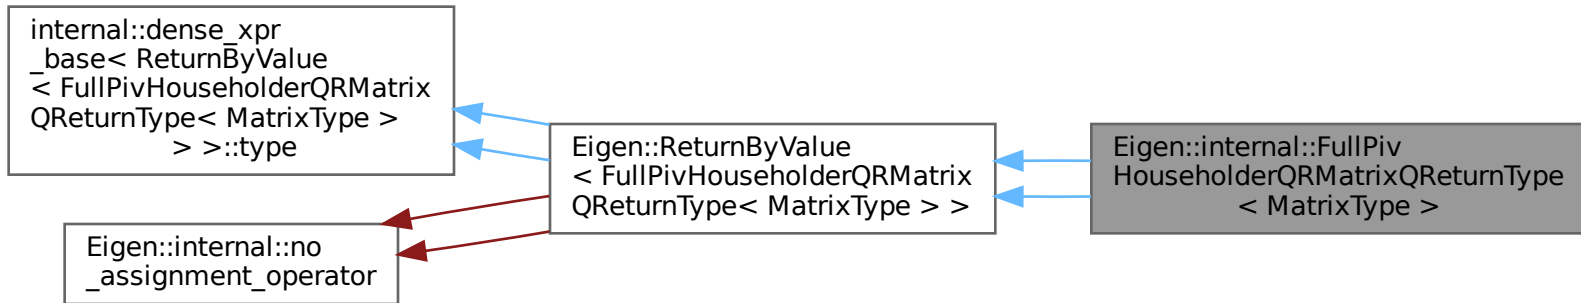 internal::dense_xpr
_base< ReturnByValue
< FullPivHouseholderQRMatrix
QReturnType< MatrixType >
> >::type
Eigen::internal::no
_assignment_operator
Eigen::ReturnByValue
< FullPivHouseholderQRMatrix
QReturnType< MatrixType > >
Eigen::internal::FullPiv
HouseholderQRMatrixQReturnType
< MatrixType >